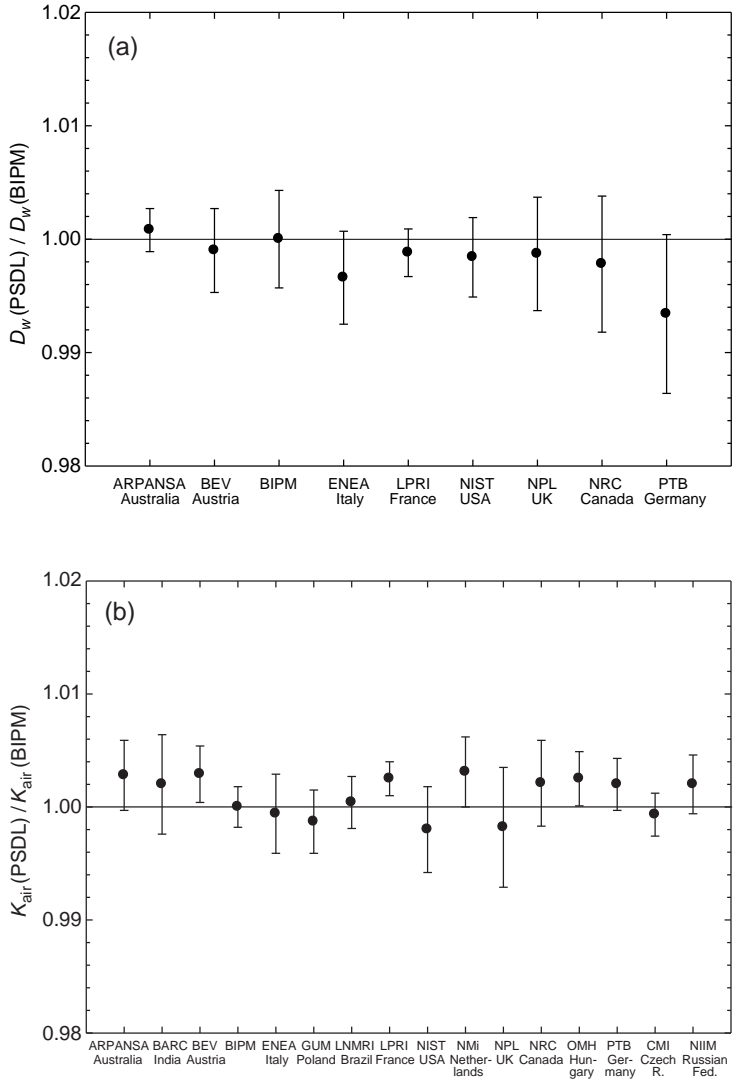 1.02
(a)
1.01
1.00
0.99
0.98
D_w (PSDL) / D_w (BIPM)
ARPANSA BEV BIPM ENEA LPRI NIST NPL NRC PTB
Australia Austria Italy France USA UK Canada Germany
1.02
(b)
1.01
1.00
0.99
0.98
K_air (PSDL) / K_air (BIPM)
ARPANSA BARC BEV BIPM ENEA GUM LNMRI LPRI NIST NMi NPL NRC OMH PTB CMI NIIM
Australia India Austria Italy Poland Brazil France USA Nether- UK Canada Hun- Ger- Czech Russian
lands gary many R. Fed.